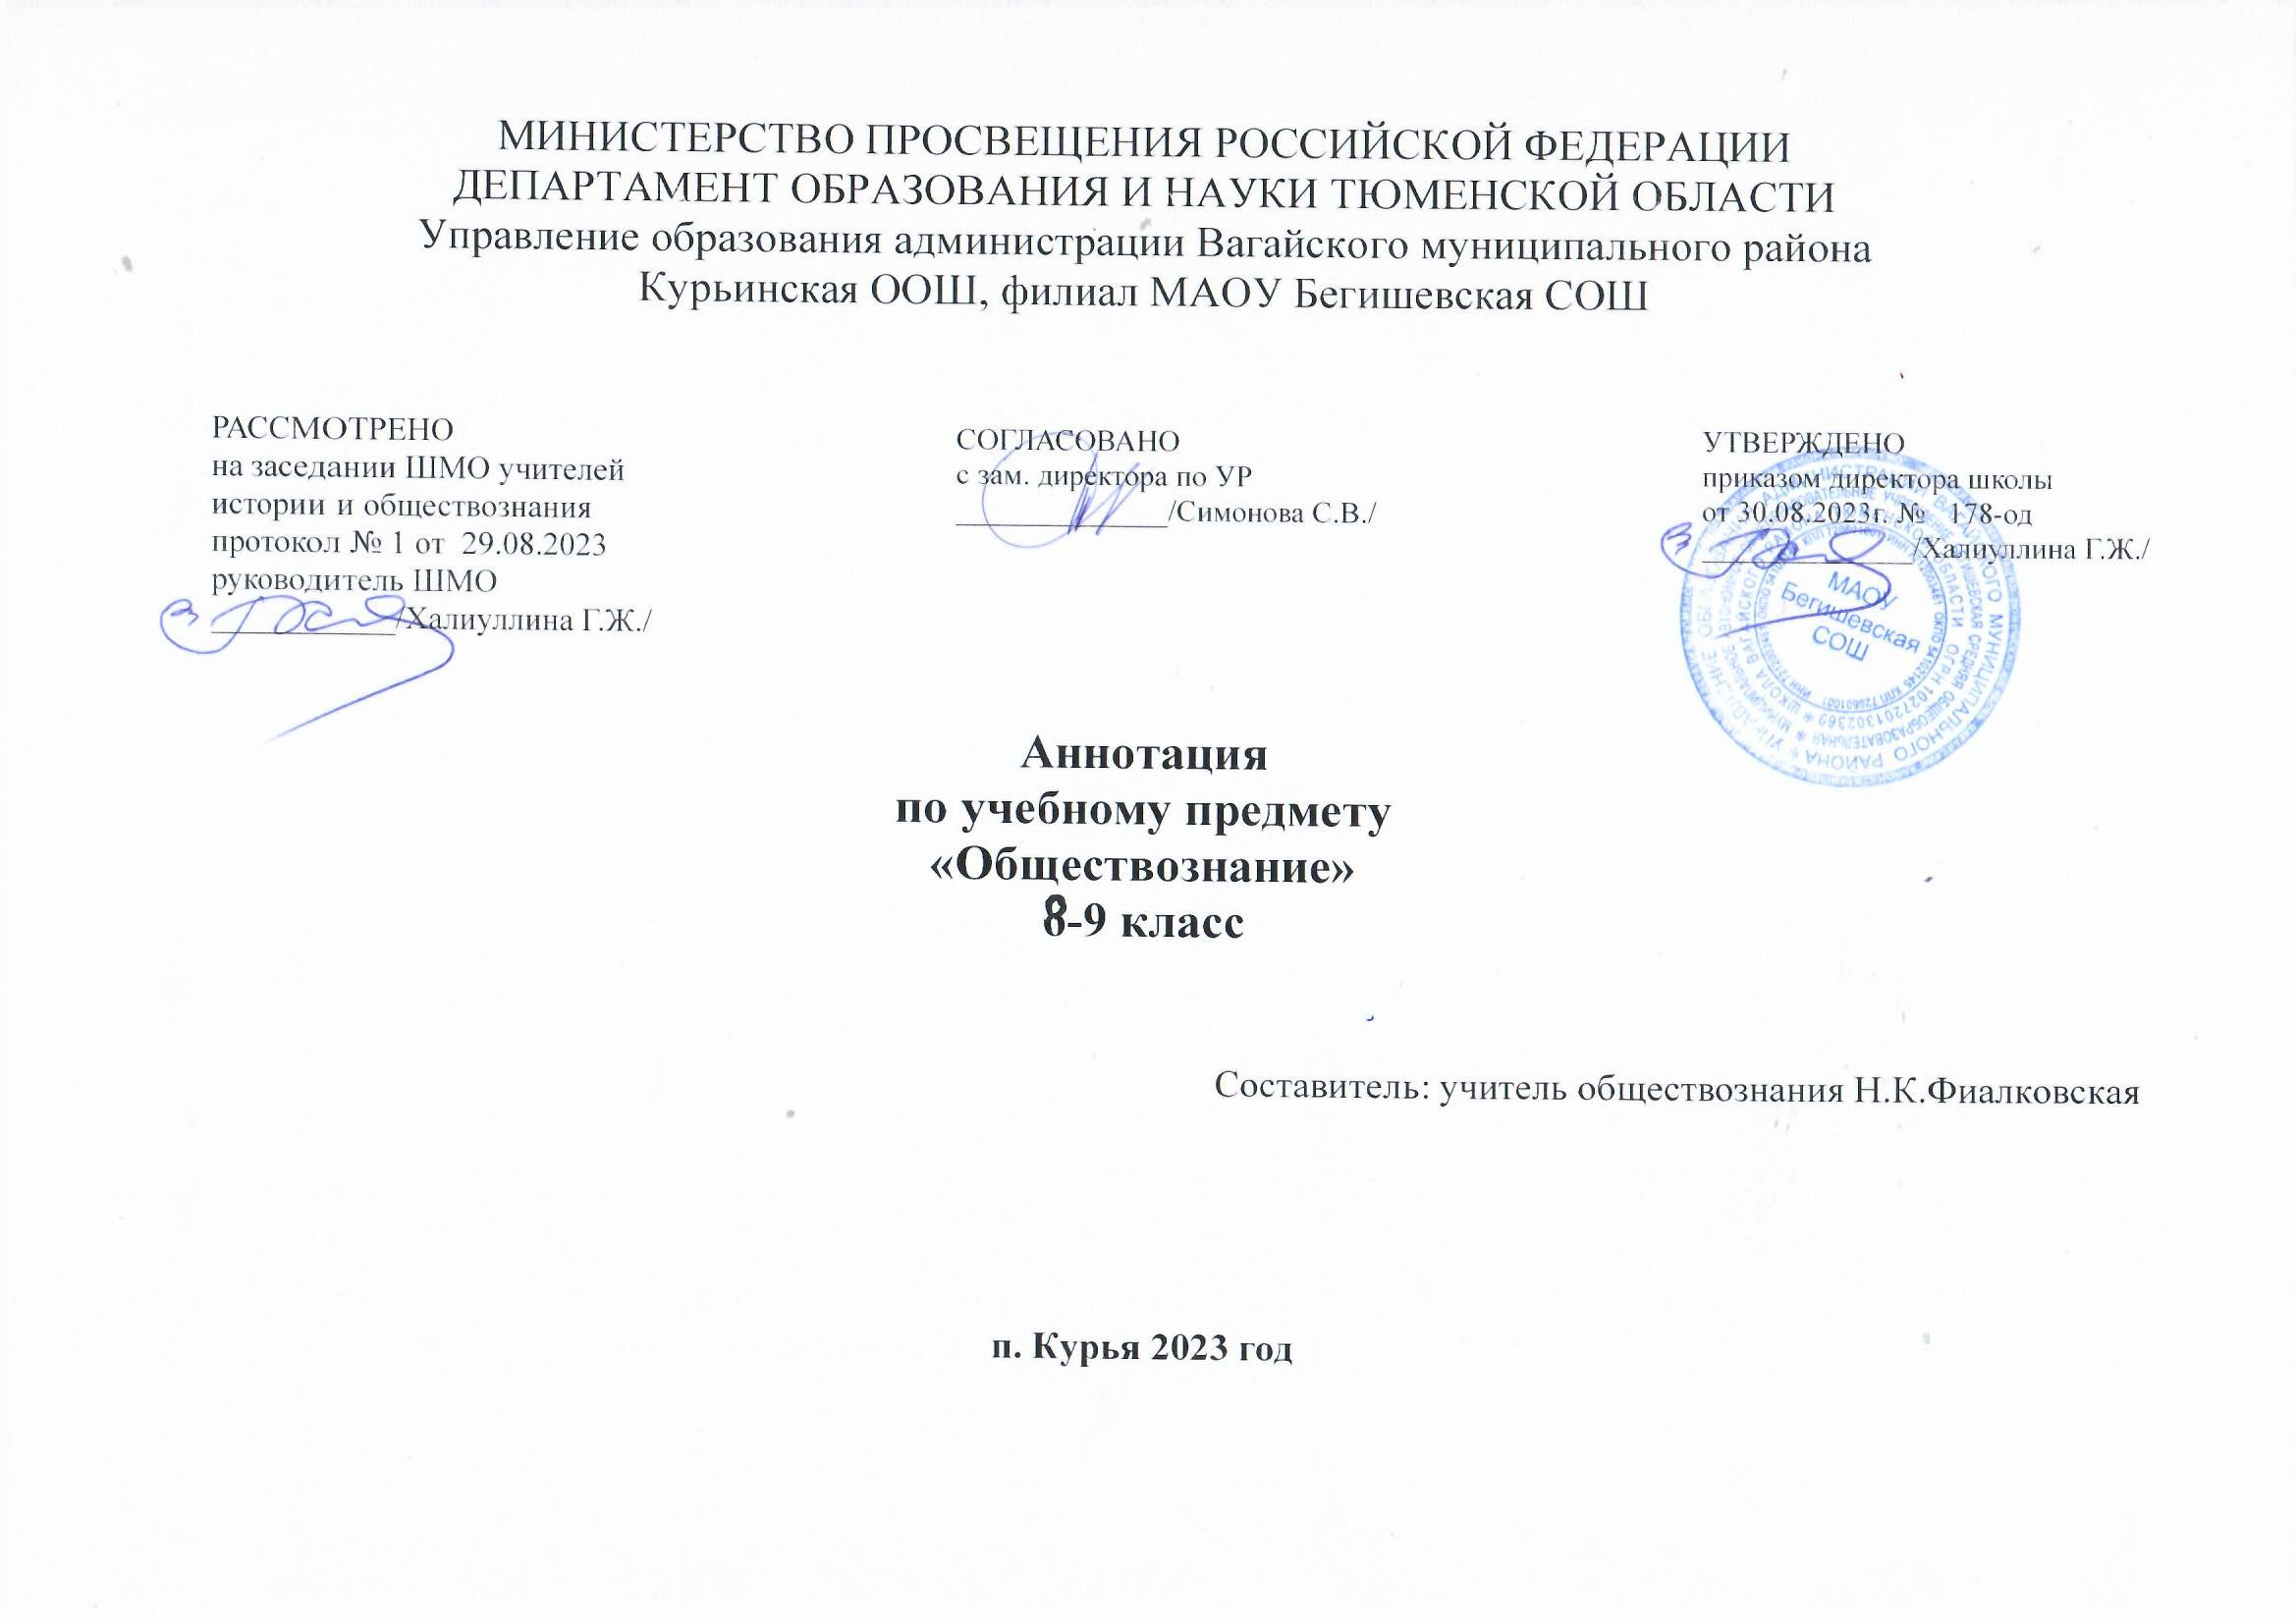 МИНИСТЕРСТВО ПРОСВЕЩЕНИЯ РОССИЙСКОЙ ФЕДЕРАЦИИ
ДЕПАРТАМЕНТ ОБРАЗОВАНИЯ И НАУКИ ТЮМЕНСКОЙ ОБЛАСТИ
Управление образования администрации Вагайского муниципального района
Курьинская ООШ, филиал МАОУ Бегишевская СОШ
РАССМОТРЕНО
на заседании ШМО учителей
истории и обществознания
протокол № 1 от 29.08.2023
руководитель ШМО
____________/Халиуллина Г.Ж./
СОГЛАСОВАНО
с зам. директора по УР
______________/Симонова С.В./
УТВЕРЖДЕНО
приказом директора школы
от 30.08.2023г. № 178-од
______________/Халиуллина Г.Ж./
МАОУ
Бегишевская
СОШ
Аннотация
по учебному предмету
«Обществознание»
8-9 класс
Составитель: учитель обществознания Н.К.Фиалковская
п. Курья 2023 год